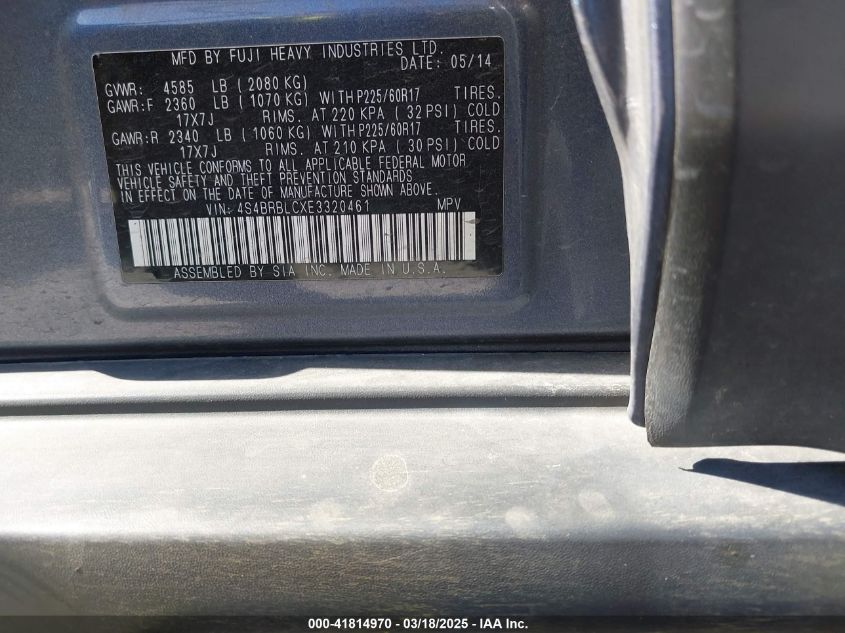 MFD BY FUJI HEAVY INDUSTRIES LTD.
DATE: 05/14
GVWR: 4585 LB (2080 KG)
GAWR:F 2360 LB (1070 KG) WITH P225/60R17 TIRES.
17X7J RIMS. AT 220 KPA (32 PSI) COLD
GAWR:R 2340 LB (1060 KG) WITH P225/60R17 TIRES.
17X7J RIMS. AT 210 KPA (30 PSI) COLD
THIS VEHICLE CONFORMS TO ALL APPLICABLE FEDERAL MOTOR
VEHICLE SAFETY AND THEFT PREVENTION STANDARDS
IN EFFECT ON THE DATE OF MANUFACTURE SHOWN ABOVE.
VIN: 4S4BRBLCXE3320461 MPV
ASSEMBLED BY SIA INC. MADE IN U.S.A.
000-41814970 - 03/18/2025 - IAA Inc.